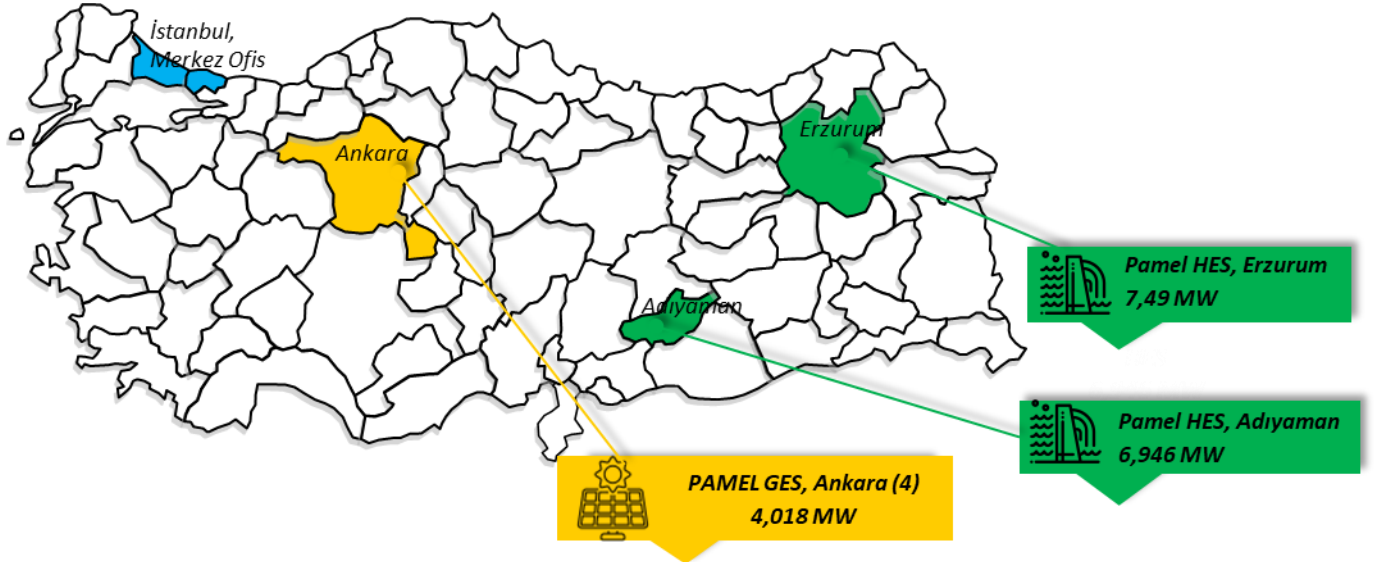 İstanbul,
Merkez Ofis
Ankara
Erzurum
Adıyaman
Pamel HES, Erzurum
7,49 MW
Pamel HES, Adıyaman
6,946 MW
PAMEL GES, Ankara (4)
4,018 MW